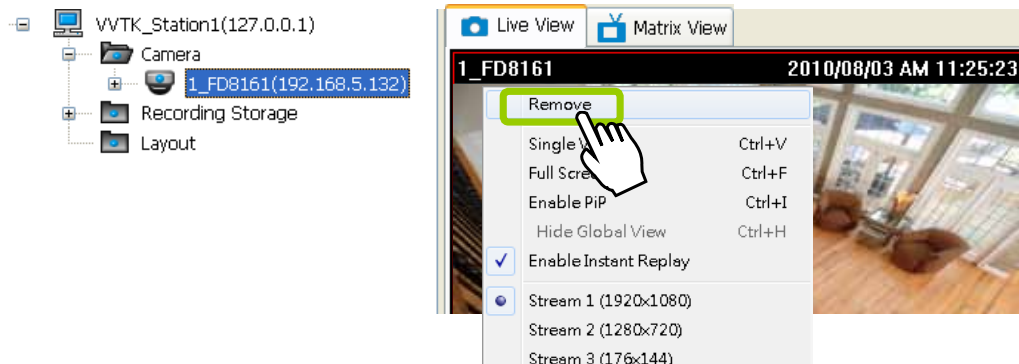 VVTK_Station1(127.0.0.1)
Camera
1_FD8161(192.168.5.132)
Recording Storage
Layout
Live View
Matrix View
1_FD8161 2010/08/03 AM 11:25:23
Remove
Single Ctrl+V
Full Ctrl+F
Enable PiP Ctrl+I
Hide Global View Ctrl+H
Enable Instant Replay
Stream 1 (1920x1080)
Stream 2 (1280x720)
Stream 3 (176x144)